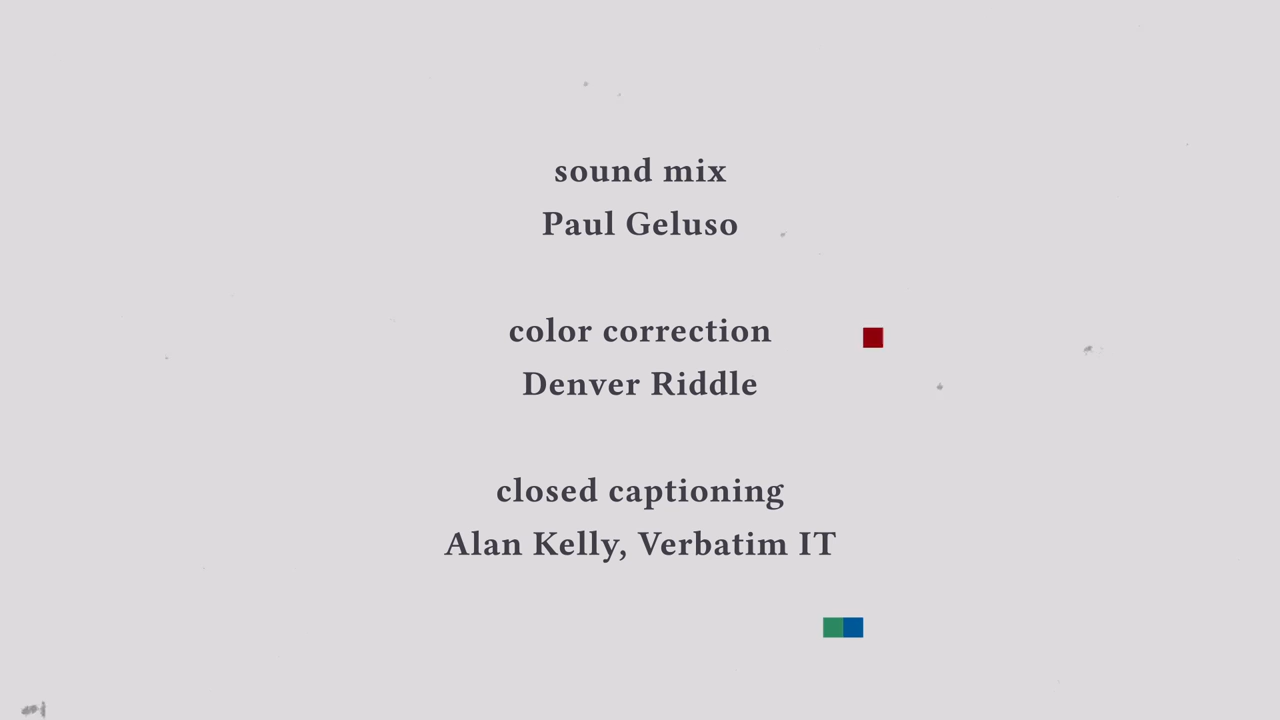 sound mix
Paul Geluso
color correction
Denver Riddle
closed captioning
Alan Kelly, Verbatim IT